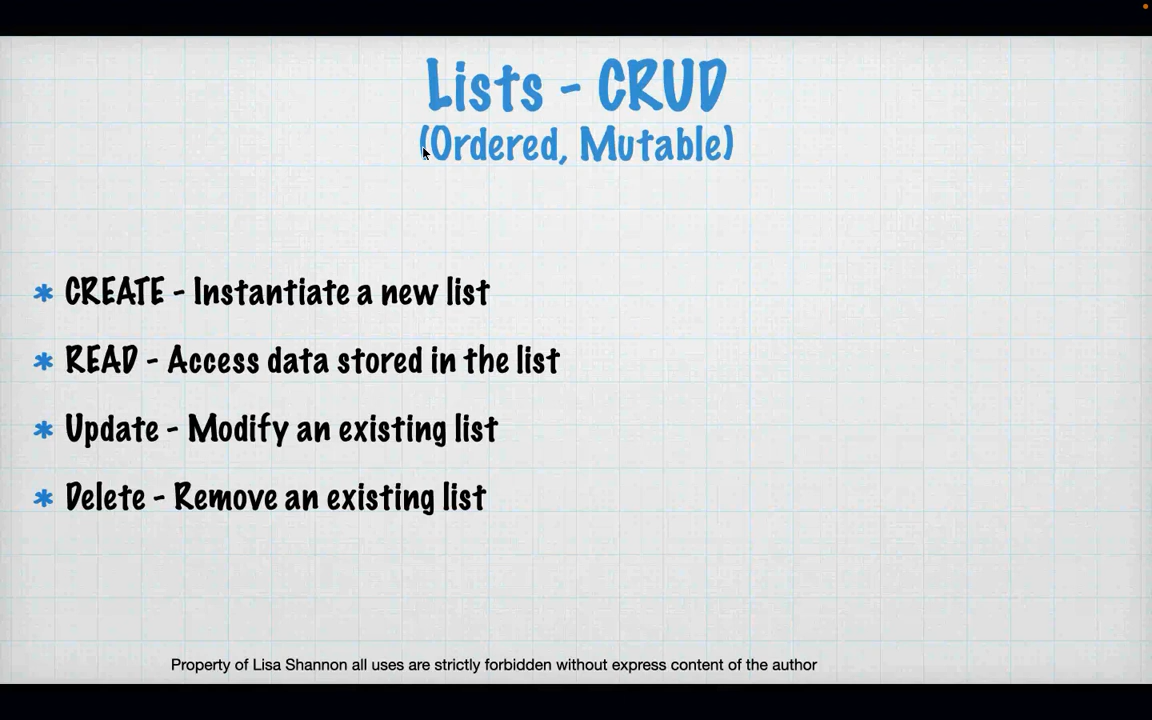 Lists - CRUD
(Ordered, Mutable)
* CREATE - Instantiate a new list
* READ - Access data stored in the list
* Update - Modify an existing list
* Delete - Remove an existing list
Property of Lisa Shannon all uses are strictly forbidden without express content of the author